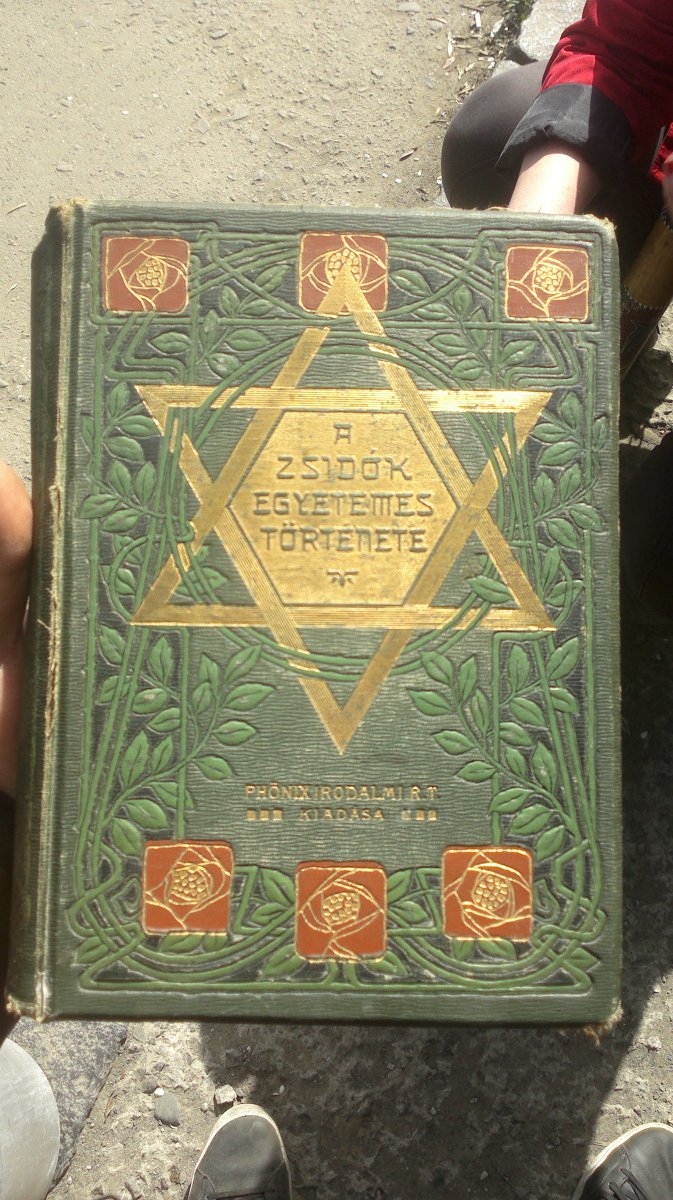 A
ZSIDÓK
EGYETEMES
TÖRTÉNETE
PHÖNIX IRODALMI R.T.
KIADÁSA